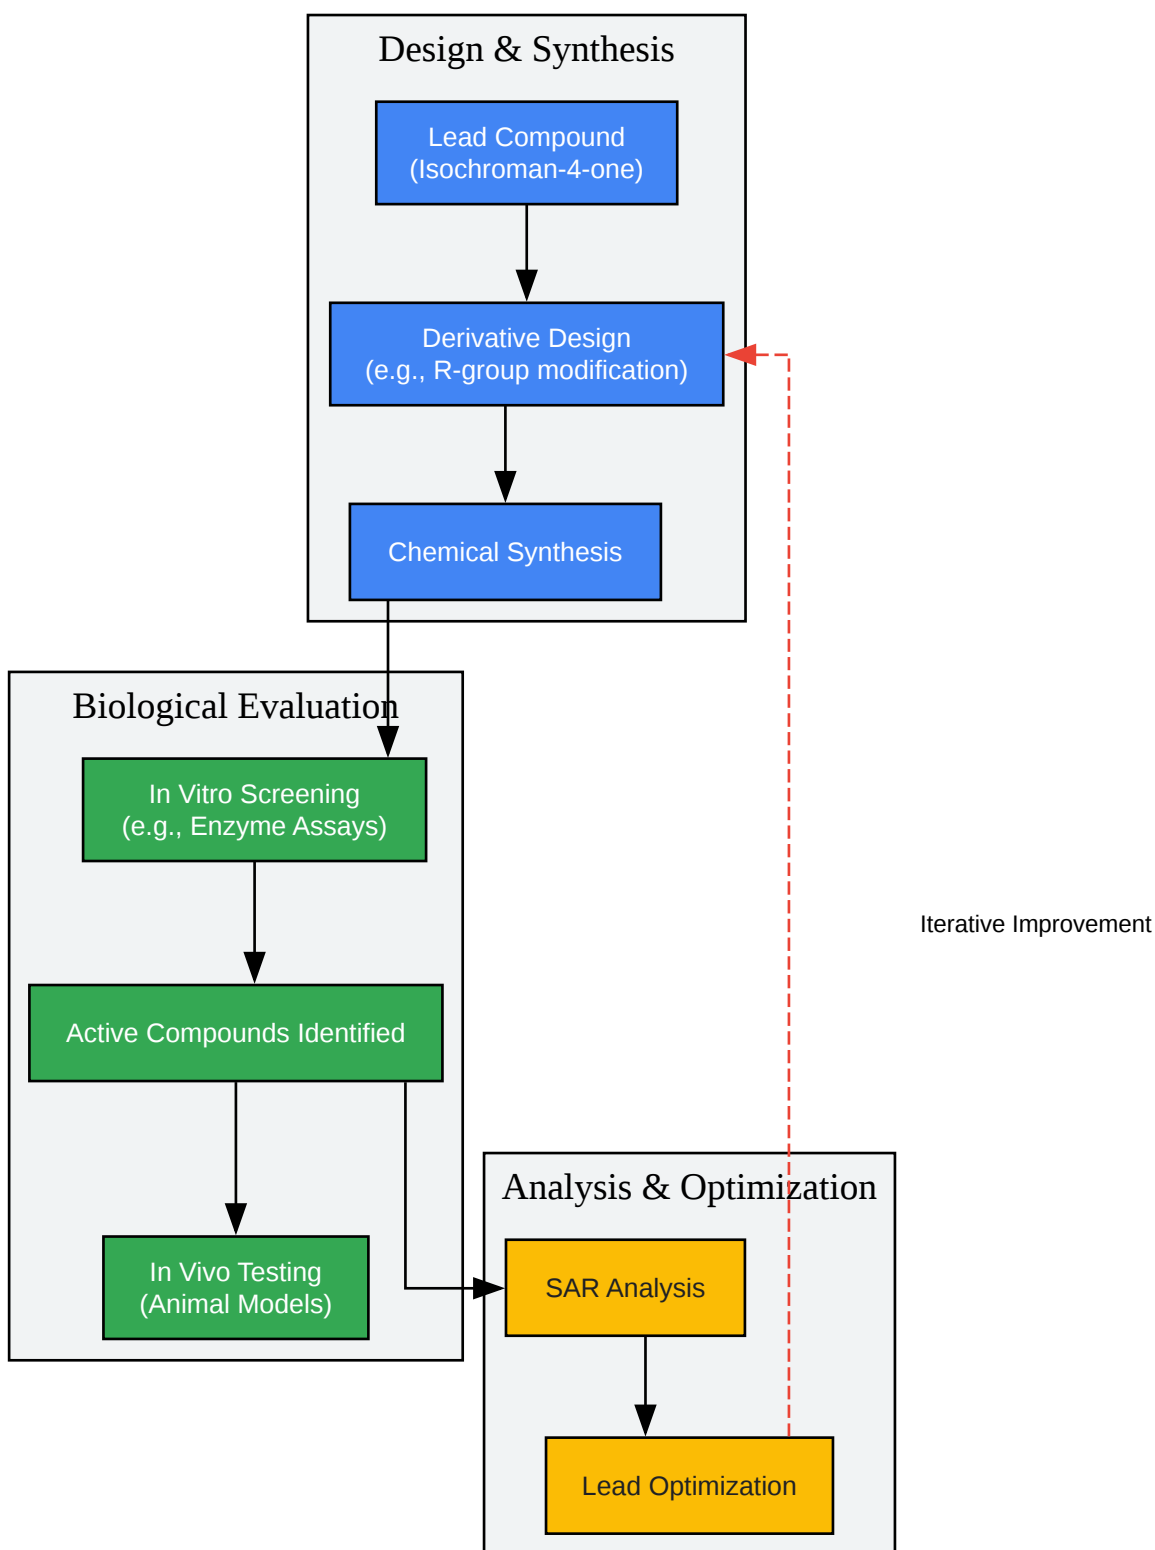 Design & Synthesis
Lead Compound
(Isochroman-4-one)
Derivative Design
(e.g., R-group modification)
Chemical Synthesis
Biological Evaluation
In Vitro Screening
(e.g., Enzyme Assays)
Iterative Improvement
Active Compounds Identified
Analysis & Optimization
In Vivo Testing
(Animal Models)
SAR Analysis
Lead Optimization